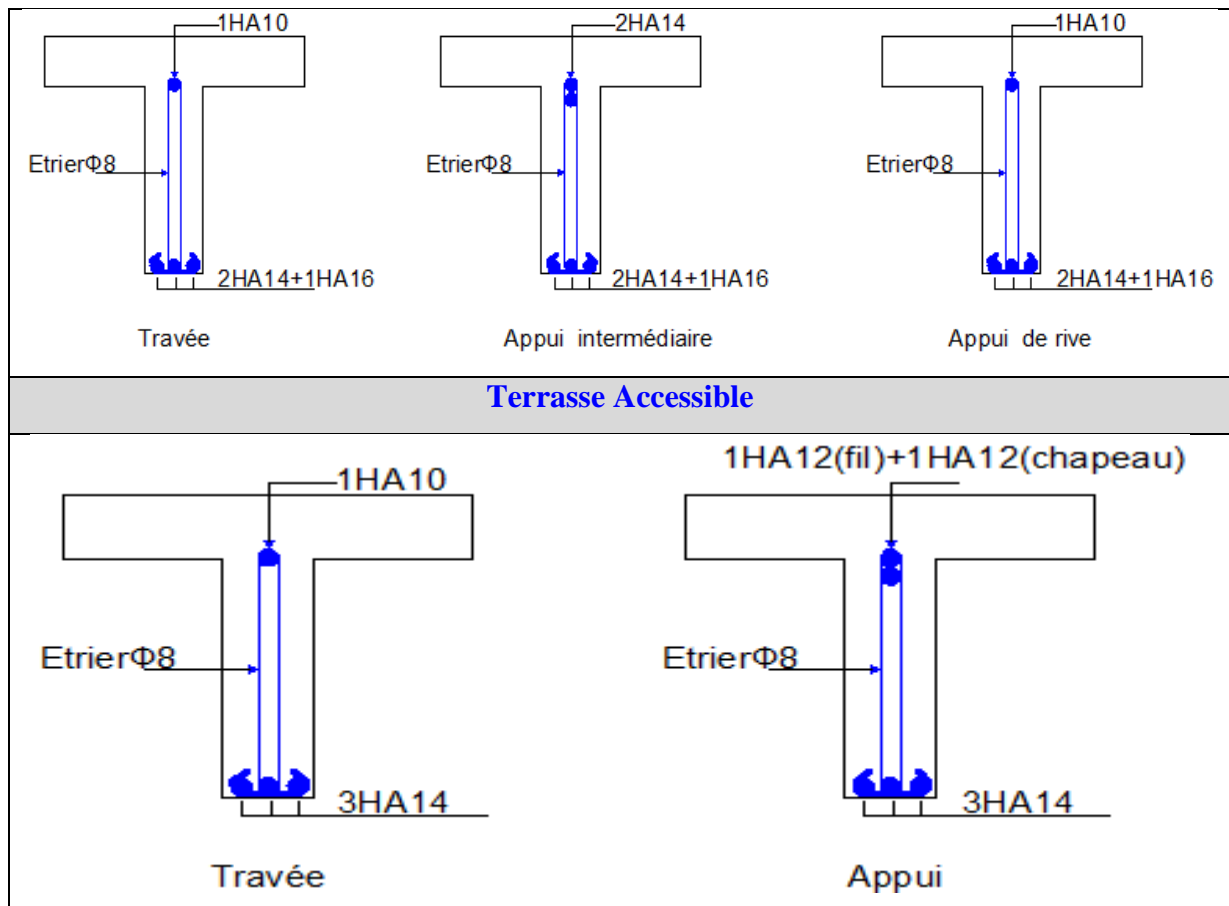 1HA10
2HA14
1HA10
EtrierΦ8
EtrierΦ8
EtrierΦ8
2HA14+1HA16
2HA14+1HA16
2HA14+1HA16
Travée
Appui intermédiaire
Appui de rive
Terrasse Accessible
1HA12(fil)+1HA12(chapeau)
1HA10
EtrierΦ8
EtrierΦ8
3HA14
3HA14
Travée
Appui